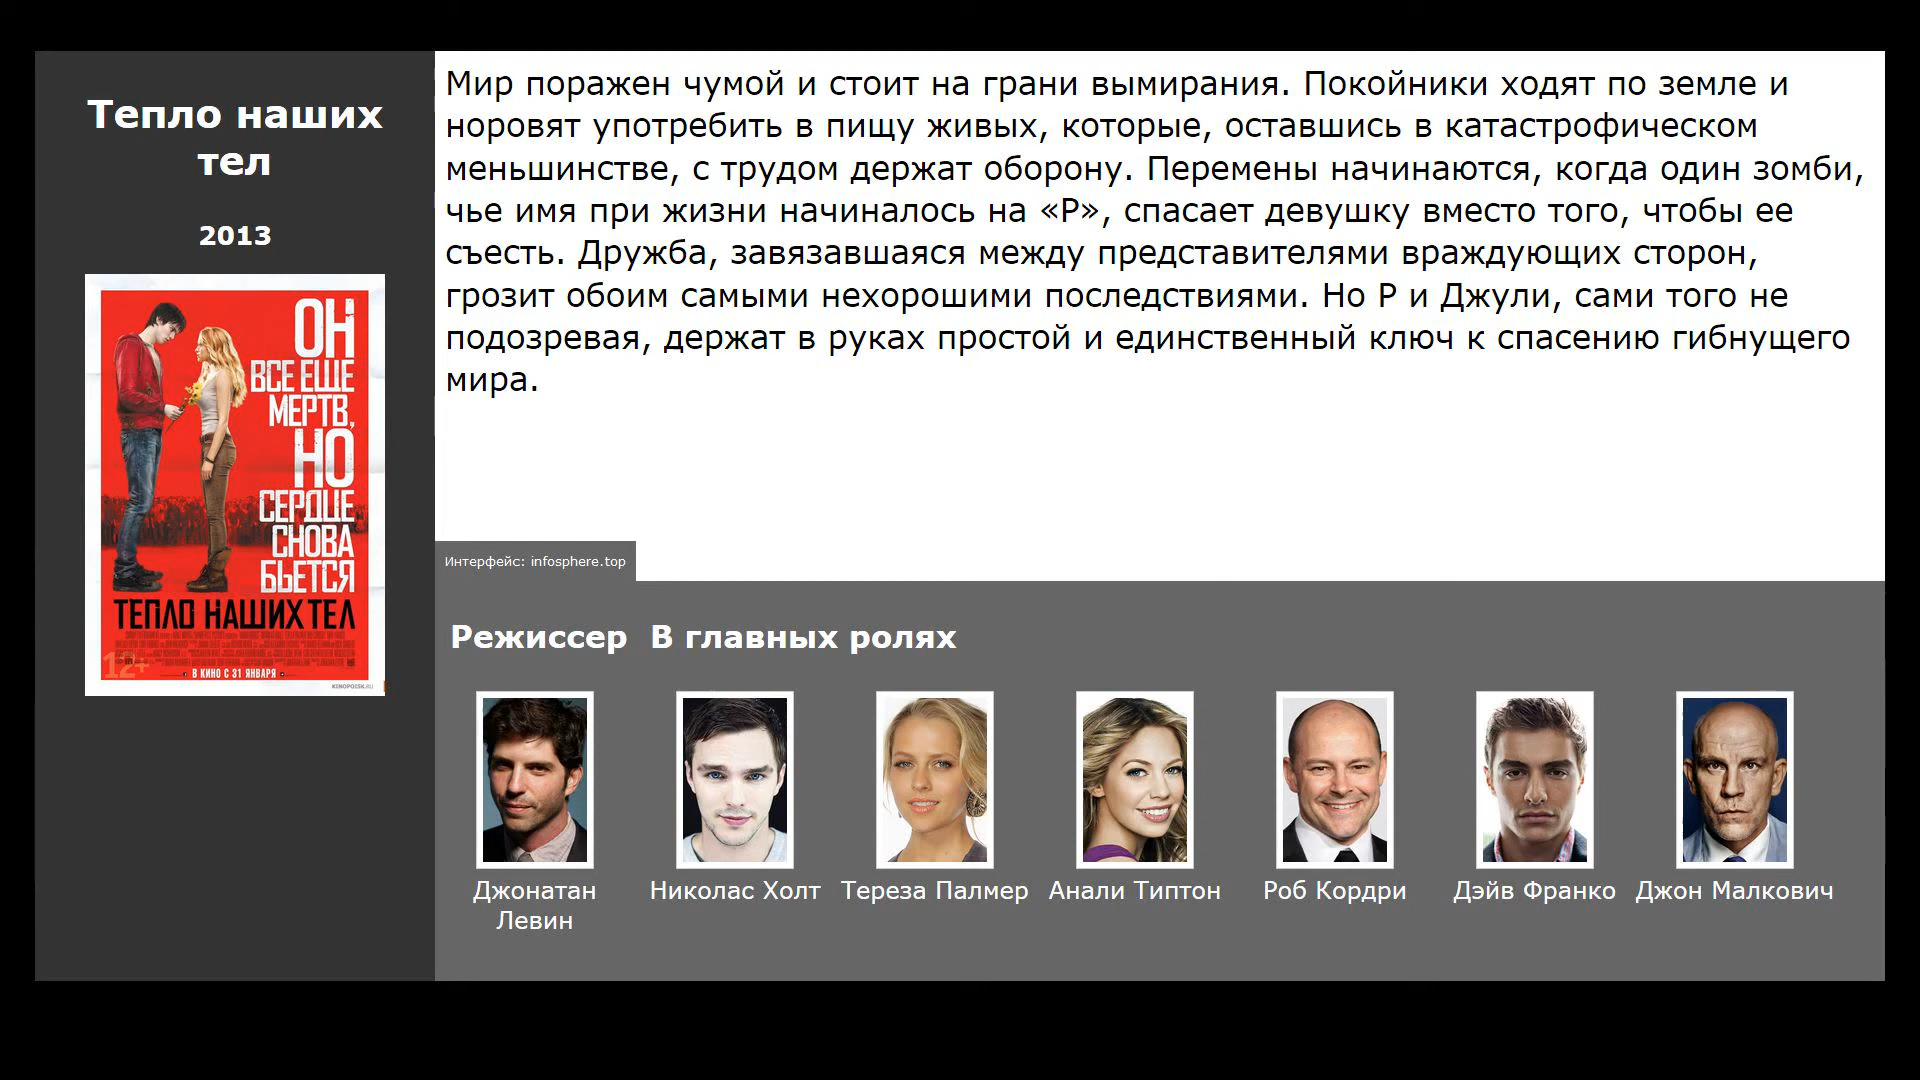 Тепло наших
тел
2013
ОН
ВСЕ ЕЩЕ
МЕРТВ,
НО
СЕРДЦЕ
СНОВА
БЬЕТСЯ
ТЕПЛО НАШИХ ТЕЛ
12+
В КИНО С 31 ЯНВАРЯ
KINOPOISK.RU
Мир поражен чумой и стоит на грани вымирания. Покойники ходят по земле и
норовят употребить в пищу живых, которые, оставшись в катастрофическом
меньшинстве, с трудом держат оборону. Перемены начинаются, когда один зомби,
чье имя при жизни начиналось на «Р», спасает девушку вместо того, чтобы ее
съесть. Дружба, завязавшаяся между представителями враждующих сторон,
грозит обоим самыми нехорошими последствиями. Но Р и Джули, сами того не
подозревая, держат в руках простой и единственный ключ к спасению гибнущего
мира.
Интерфейс: infosphere.top
Режиссер В главных ролях
Джонатан
Левин
Николас Холт
Тереза Палмер
Анали Типтон
Роб Кордри
Дэйв Франко
Джон Малкович